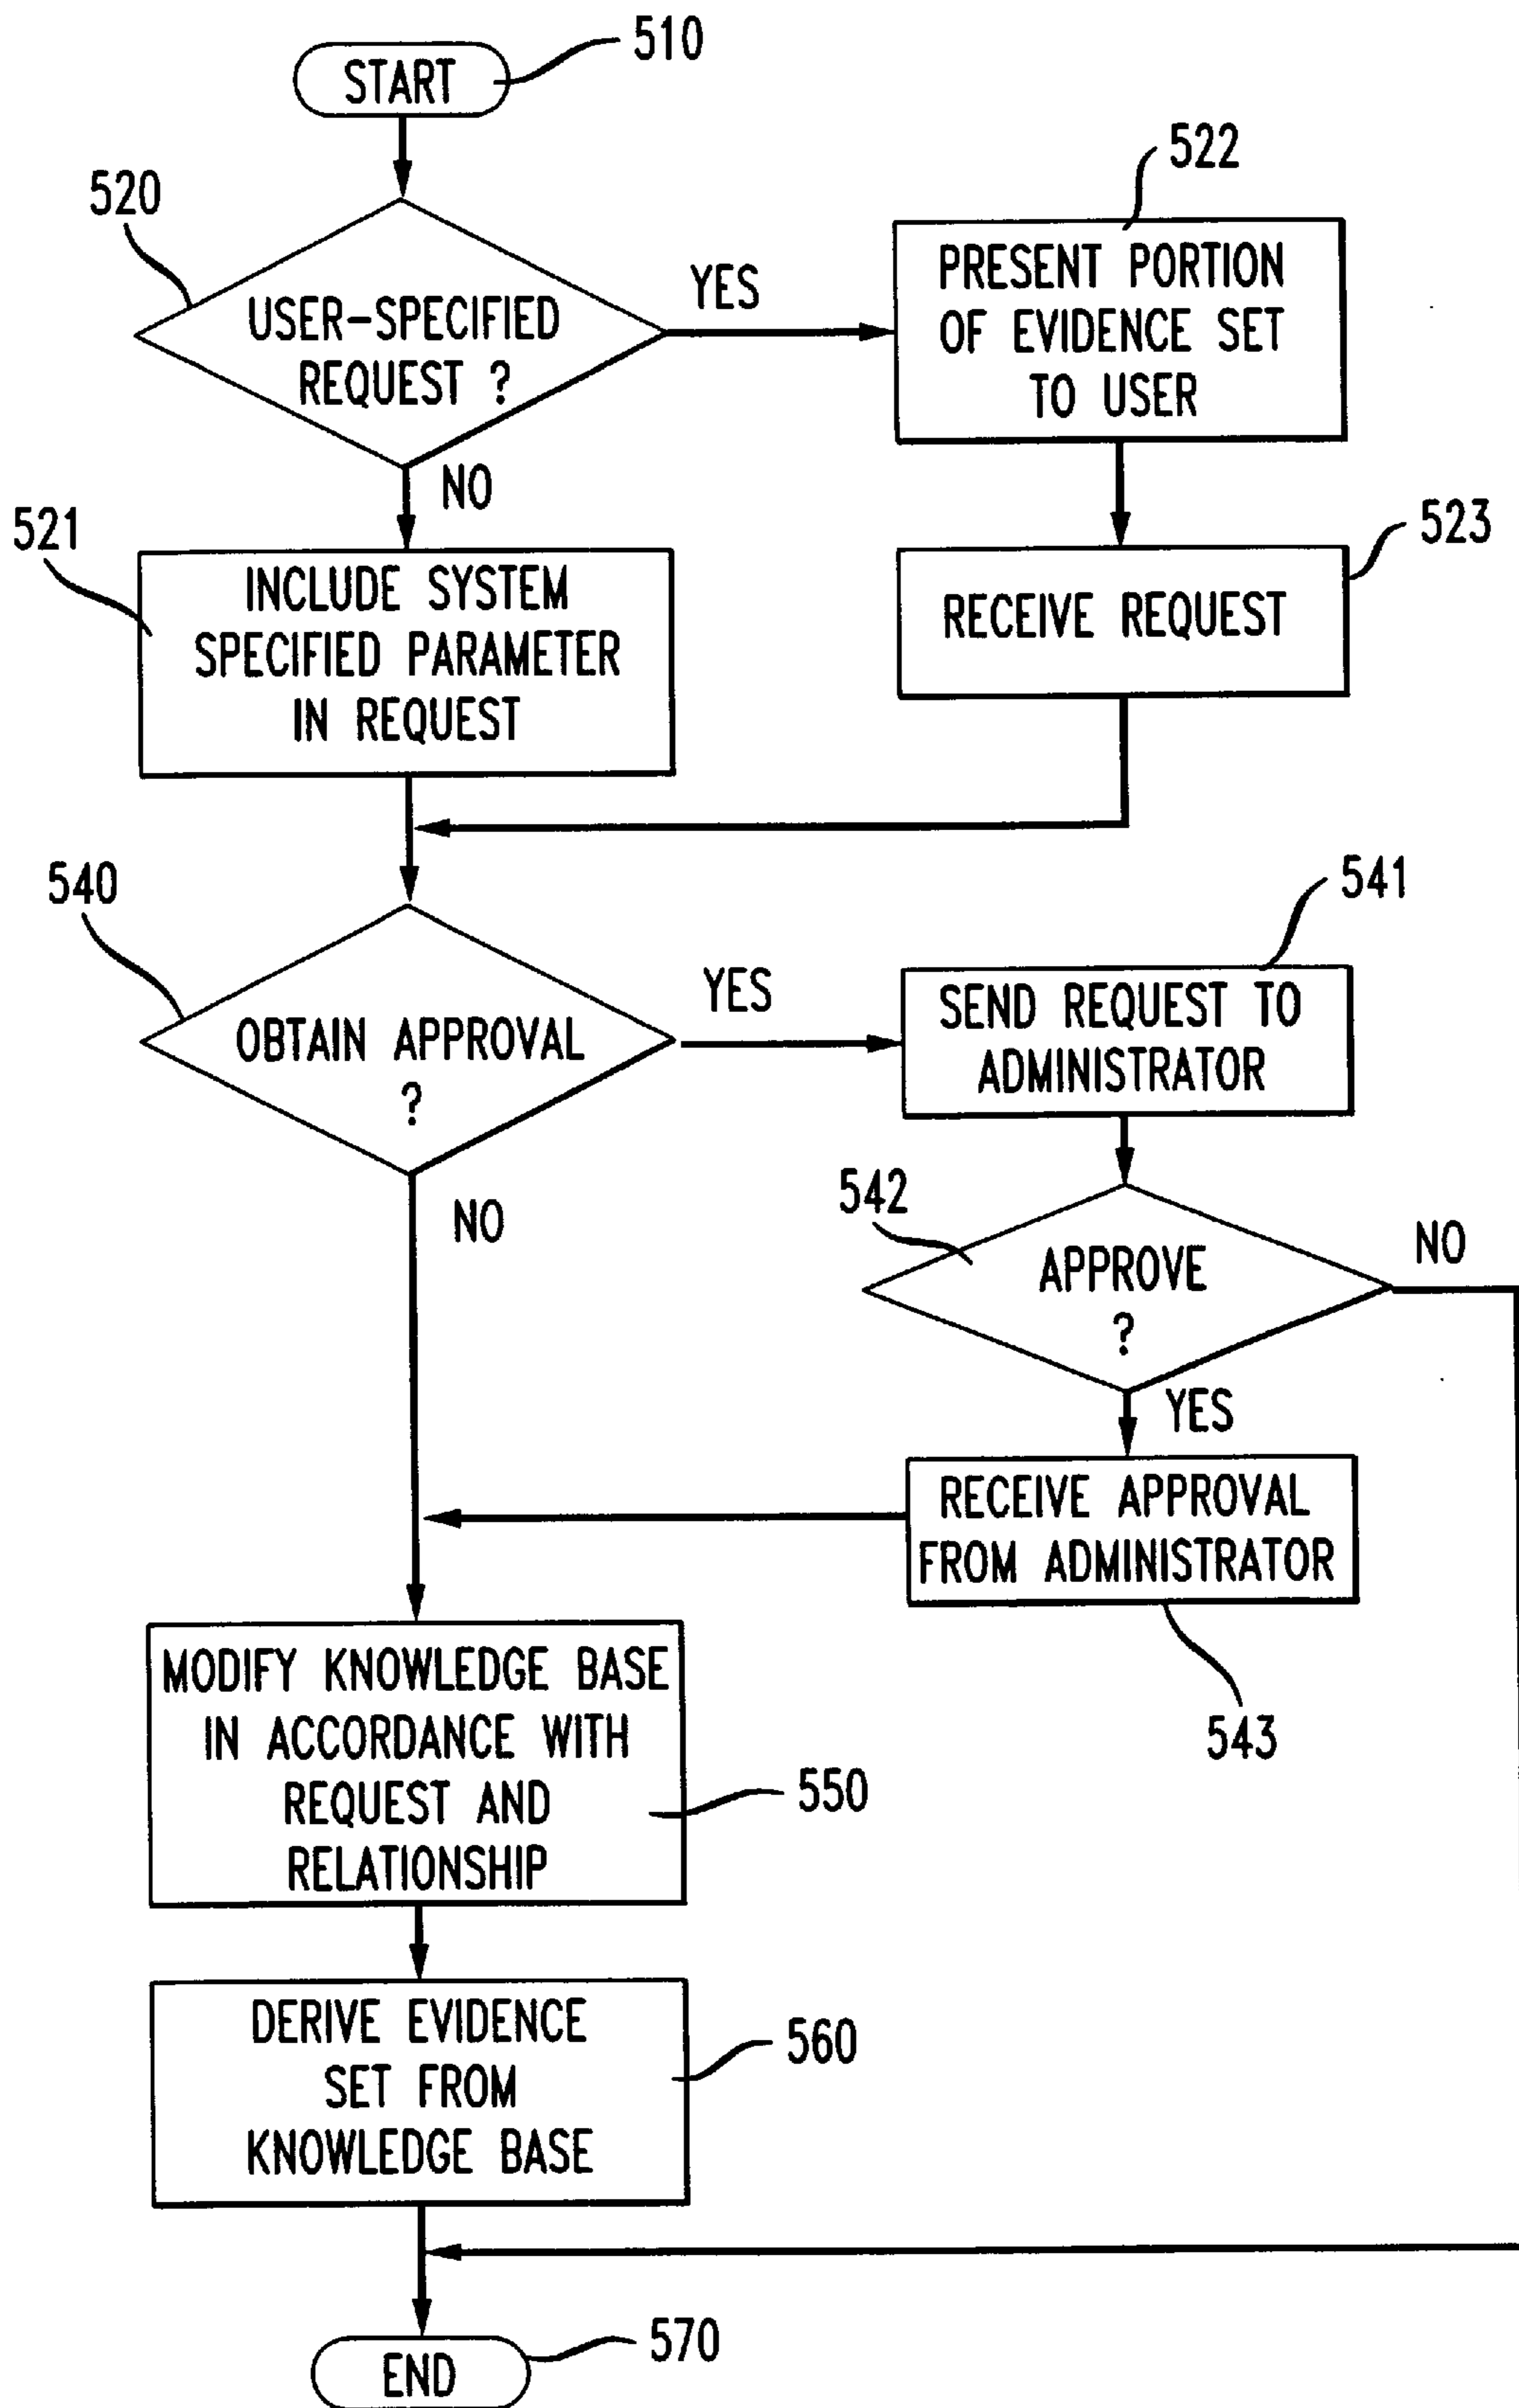 510
START
522
520
PRESENT PORTION
OF EVIDENCE SET
TO USER
YES
USER-SPECIFIED
REQUEST ?
NO
521
523
INCLUDE SYSTEM
SPECIFIED PARAMETER
IN REQUEST
RECEIVE REQUEST
540
541
YES
SEND REQUEST TO
ADMINISTRATOR
OBTAIN APPROVAL
?
542
NO
NO
APPROVE
?
YES
RECEIVE APPROVAL
FROM ADMINISTRATOR
543
MODIFY KNOWLEDGE BASE
IN ACCORDANCE WITH
REQUEST AND
RELATIONSHIP
550
DERIVE EVIDENCE
SET FROM
KNOWLEDGE BASE
560
570
END